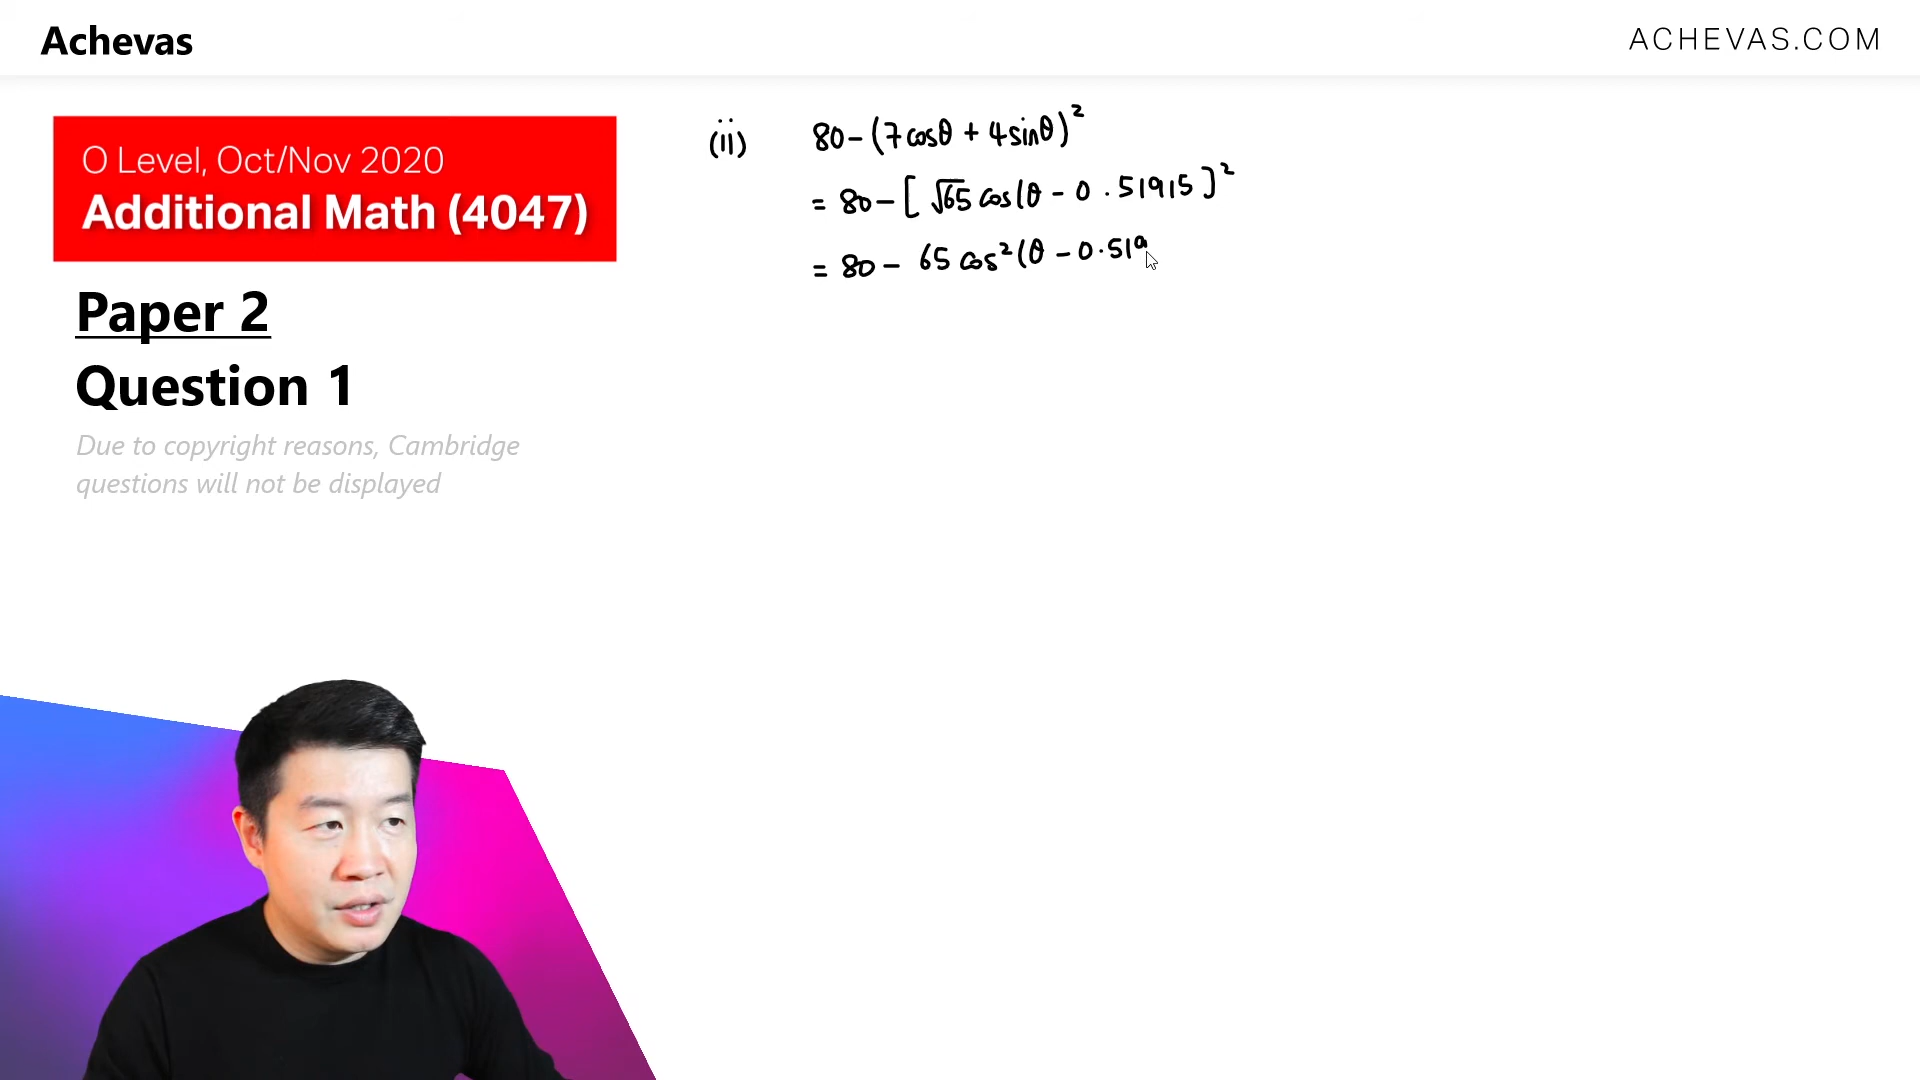 Achevas
ACHEVAS.COM
O Level, Oct/Nov 2020
Additional Math (4047)
Paper 2
Question 1
Due to copyright reasons, Cambridge
questions will not be displayed
(ii) 80-(7cosθ + 4sinθ)²
= 80-[√65 cos(θ - 0.51915]²
= 80- 65 cos²(θ - 0.519